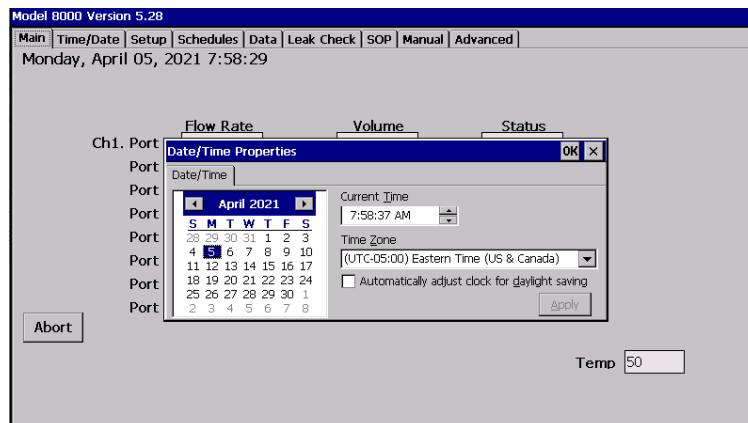 Model 8000 Version 5.28
Main Time/Date Setup Schedules Data Leak Check SOP Manual Advanced
Monday, April 05, 2021 7:58:29
Flow Rate Volume Status
Ch1. Port
Date/Time Properties OK ×
Port
Date/Time
Port
April 2021
Current Time
Port
7:58:37 AM
S M T W T F S
28 29 30 31 1 2 3
Port
Time Zone
4 5 6 7 8 9 10
(UTC-05:00) Eastern Time (US & Canada)
Port
11 12 13 14 15 16 17
18 19 20 21 22 23 24
Port
Automatically adjust clock for daylight saving
25 26 27 28 29 30 1
2 3 4 5 6 7 8
Port
Apply
Abort
Temp 50